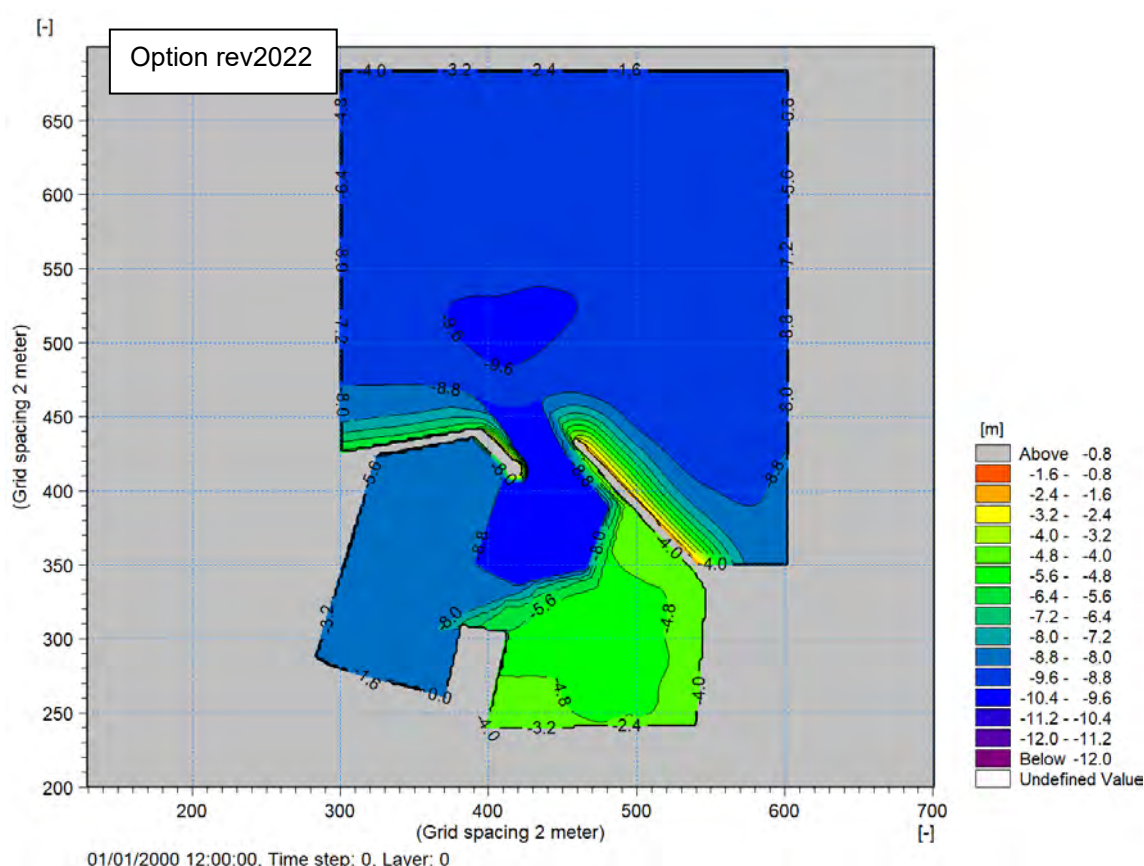 [-]
Option rev2022
-4.0 -3.2 -2.4 -1.6
-4.8
-5.6
650
-6.4
-5.6
600
-8.0
-7.2
550
-7.2
-8.8
-9.6
500
-9.6
-8.8
-8.0
-8.0
450
-8.8
-5.6
-8.0
-8.8
400
-8.8
-8.0
-4.0
-4.0
350
-5.6
-4.8
-8.0
-3.2
300
-7.6
-4.8
-4.0
250
-4.0
-3.2
-2.4
200
200 300 400 500 600 700
(Grid spacing 2 meter)
(Grid spacing 2 meter)
[-]
01/01/2000 12:00:00, Time step: 0, Layer: 0
[m]
Above -0.8
-1.6 - -0.8
-2.4 - -1.6
-3.2 - -2.4
-4.0 - -3.2
-4.8 - -4.0
-5.6 - -4.8
-6.4 - -5.6
-7.2 - -6.4
-8.0 - -7.2
-8.8 - -8.0
-9.6 - -8.8
-10.4 - -9.6
-11.2 - -10.4
-12.0 - -11.2
Below -12.0
Undefined Value